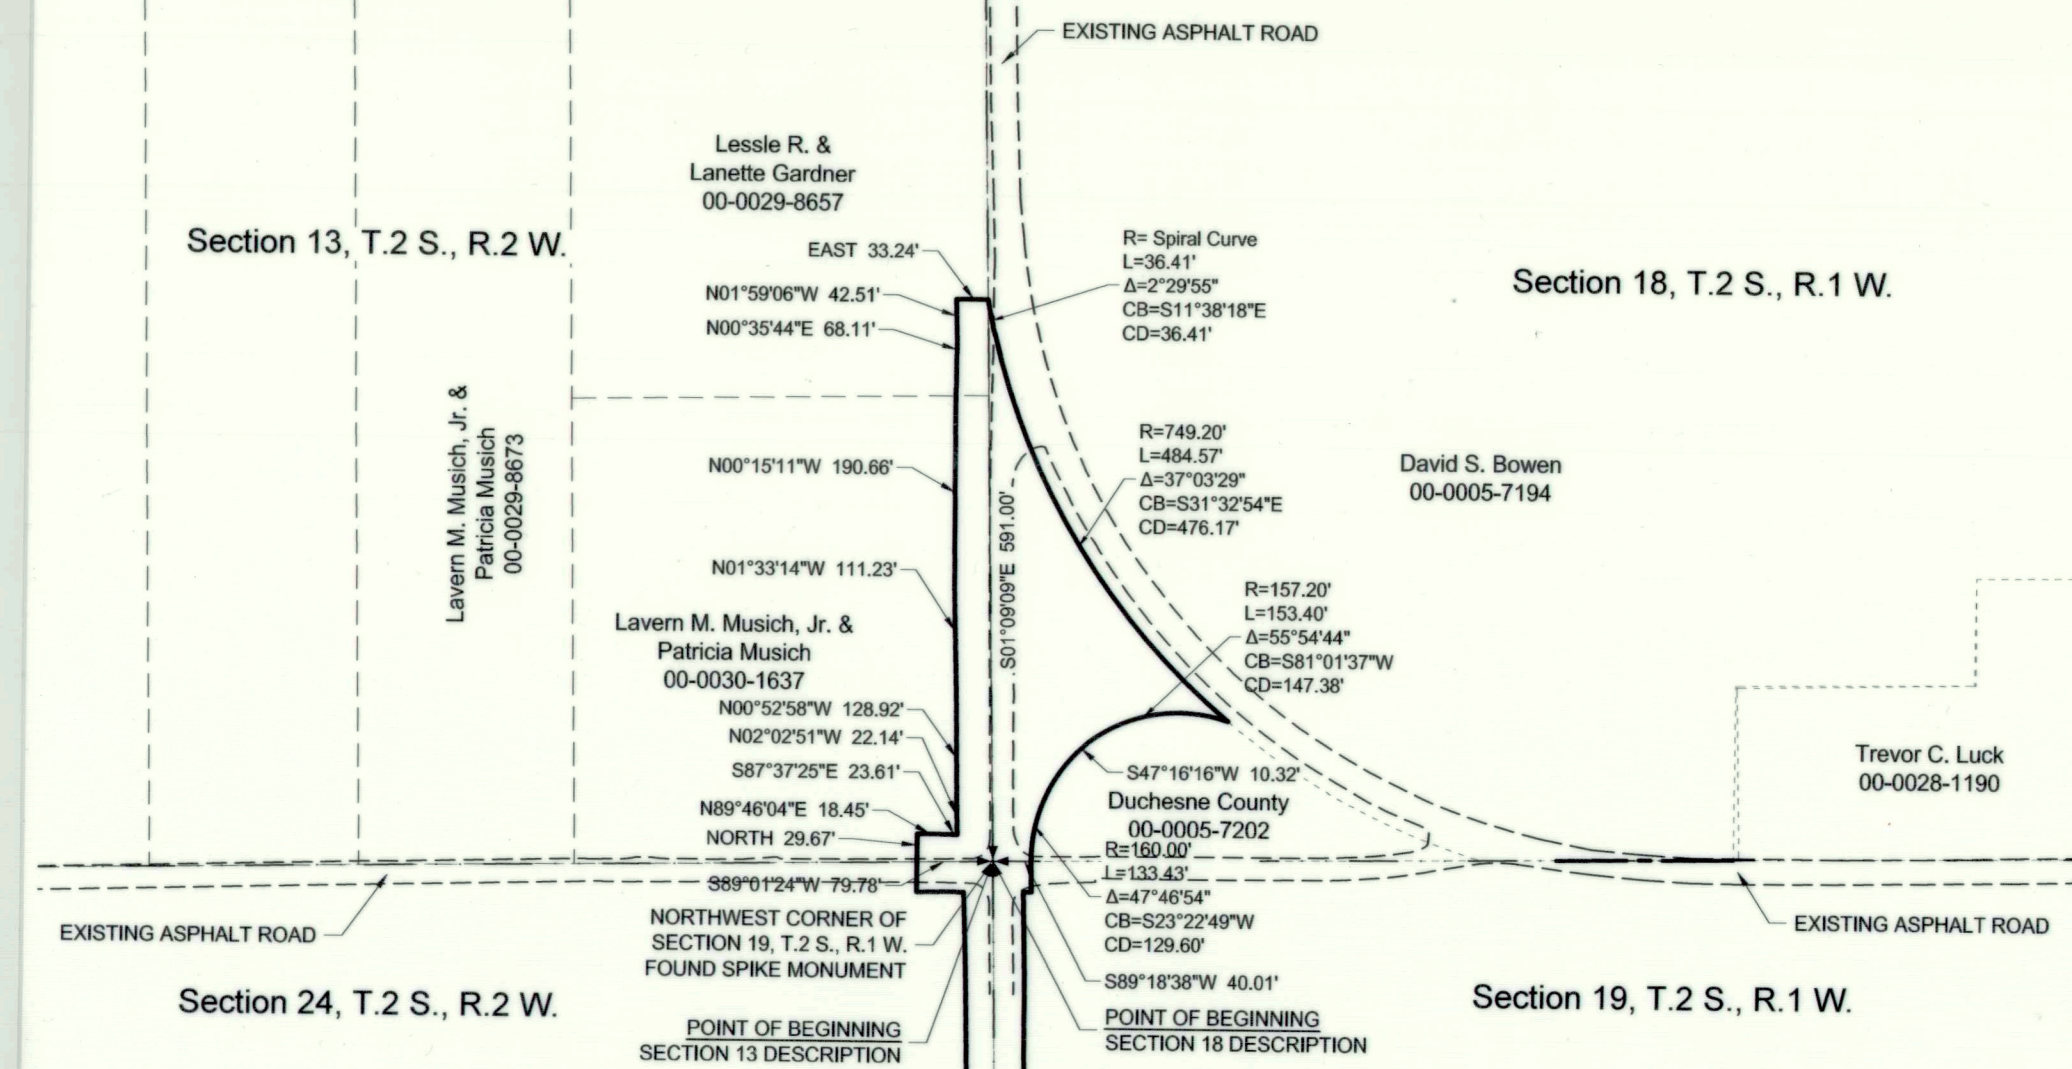 EXISTING ASPHALT ROAD
Lessle R. &
Lanette Gardner
00-0029-8657
Section 13, T.2 S., R.2 W.
EAST 33.24'
N01°59'06"W 42.51'
N00°35'44"E 68.11'
R= Spiral Curve
L=36.41'
Δ=2°29'55"
CB=S11°38'18"E
CD=36.41'
Section 18, T.2 S., R.1 W.
Lavern M. Musich, Jr. &
Patricia Musich
00-0029-8673
N00°15'11"W 190.66'
S01°09'09"E 591.00'
R=749.20'
L=484.57'
Δ=37°03'29"
CB=S31°32'54"E
CD=476.17'
David S. Bowen
00-0005-7194
N01°33'14"W 111.23'
Lavern M. Musich, Jr. &
Patricia Musich
00-0030-1637
R=157.20'
L=153.40'
Δ=55°54'44"
CB=S81°01'37"W
CD=147.38'
N00°52'58"W 128.92'
N02°02'51"W 22.14'
S87°37'25"E 23.61'
N89°46'04"E 18.45'
NORTH 29.67'
S89°01'24"W 79.78'
S47°16'16"W 10.32'
Duchesne County
00-0005-7202
R=160.00'
L=133.43'
Δ=47°46'54"
CB=S23°22'49"W
CD=129.60'
Trevor C. Luck
00-0028-1190
EXISTING ASPHALT ROAD
NORTHWEST CORNER OF
SECTION 19, T.2 S., R.1 W.
FOUND SPIKE MONUMENT
EXISTING ASPHALT ROAD
S89°18'38"W 40.01'
Section 24, T.2 S., R.2 W.
Section 19, T.2 S., R.1 W.
POINT OF BEGINNING
SECTION 13 DESCRIPTION
POINT OF BEGINNING
SECTION 18 DESCRIPTION